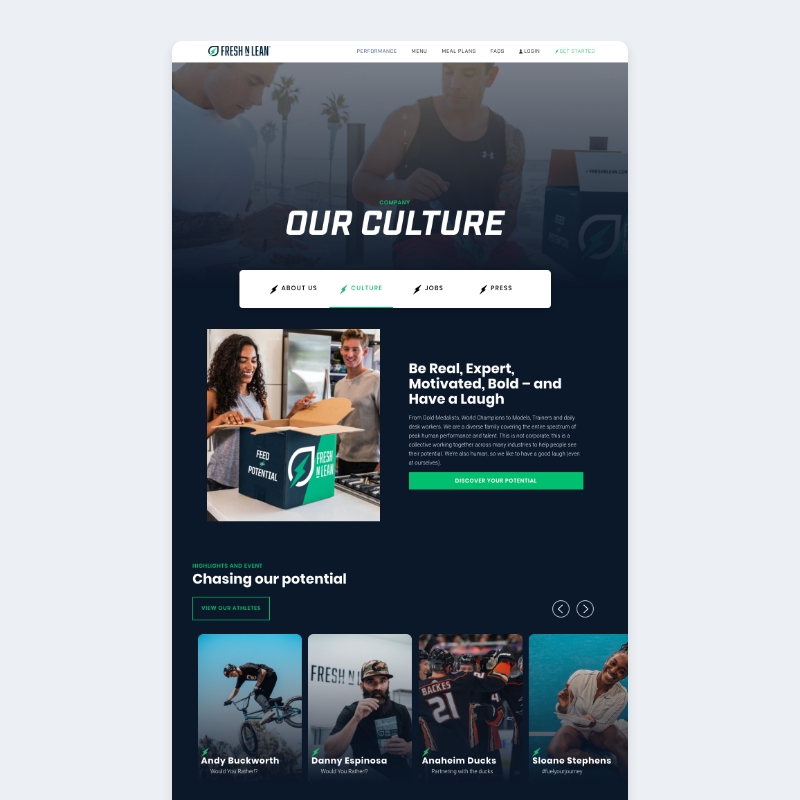 FRESH N LEAN
PERFORMANCE MENU MEAL PLANS FAQS LOGIN GET STARTED
COMPANY
OUR CULTURE
ABOUT US CULTURE JOBS PRESS
FEED
POTENTIAL
FRESH
N LEAN
Be Real, Expert,
Motivated, Bold – and
Have a Laugh
From Gold Medalists, World Champions to Models, Trainers and daily
desk workers. We are a diverse family covering the entire spectrum of
peak human performance and talent. This is not corporate; this is a
collective working together across many industries to help people see
their potential. We're also human, so we like to have a good laugh (even
at ourselves).
DISCOVER YOUR POTENTIAL
HIGHLIGHTS AND EVENT
Chasing our potential
VIEW OUR ATHLETES
FRESH N
BACKES
21
Andy Buckworth
Would You Rather!?
Danny Espinosa
Would You Rather!?
Anaheim Ducks
Partnering with the ducks
Sloane Stephens
#fuelyourjourney